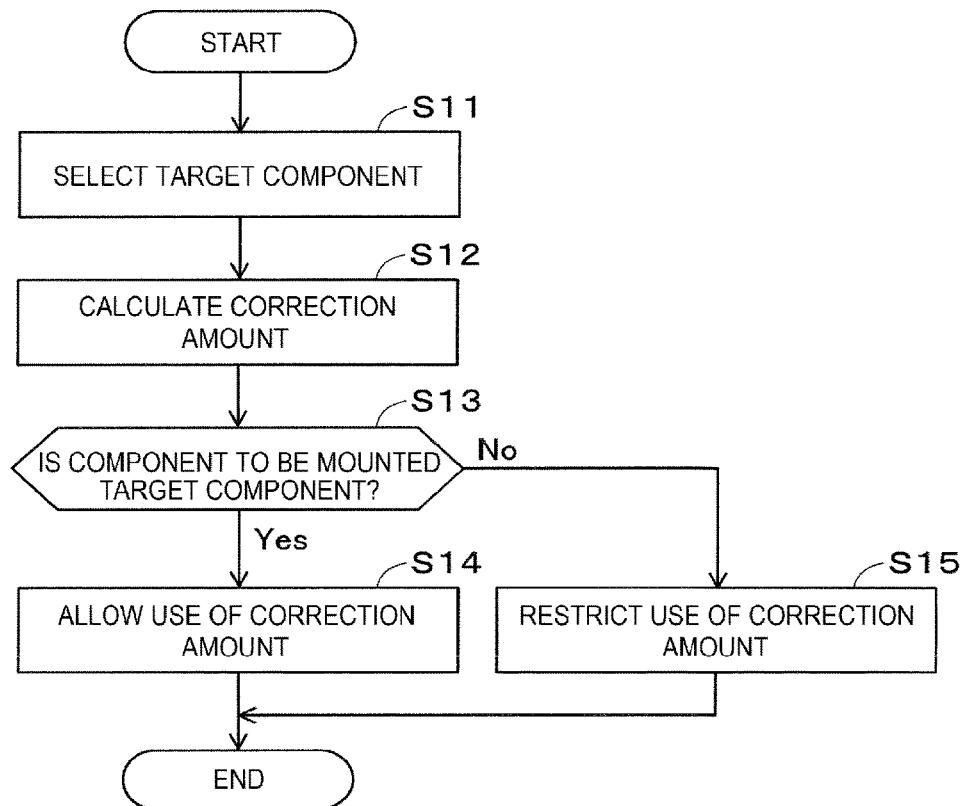 START
S11
SELECT TARGET COMPONENT
S12
CALCULATE CORRECTION
AMOUNT
S13
IS COMPONENT TO BE MOUNTED
TARGET COMPONENT?
No
Yes
S14
ALLOW USE OF CORRECTION
AMOUNT
S15
RESTRICT USE OF CORRECTION
AMOUNT
END